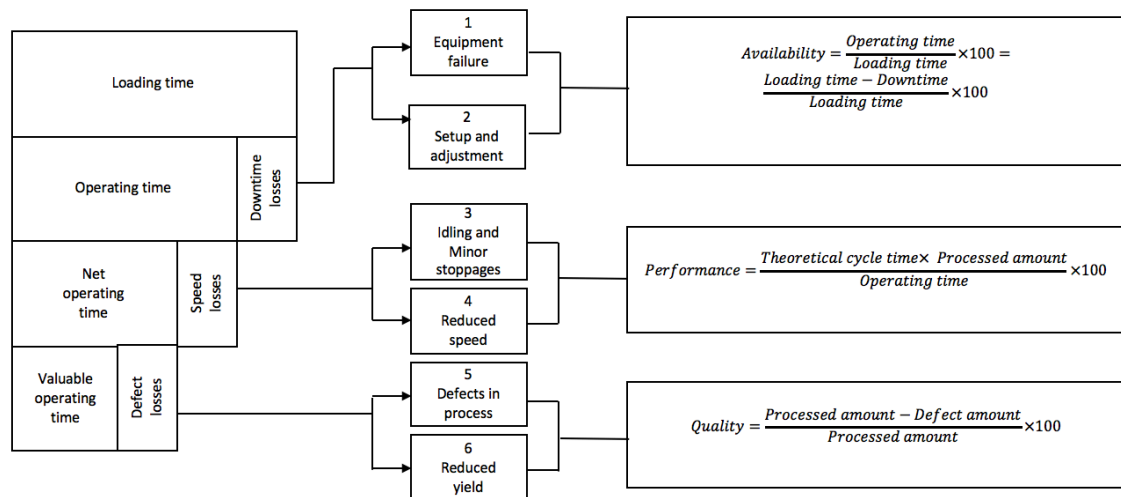 Loading time
Operating time
Downtime
losses
Net
operating
time
Speed
losses
Valuable
operating
time
Defect
losses
1
Equipment
failure
2
Setup and
adjustment
3
Idling and
Minor
stoppages
4
Reduced
speed
5
Defects in
process
6
Reduced
yield
Availability = Operating time / Loading time ×100 =
Loading time − Downtime / Loading time ×100
Performance = Theoretical cycle time× Processed amount / Operating time ×100
Quality = Processed amount − Defect amount / Processed amount ×100